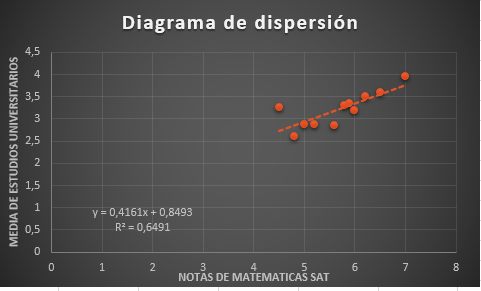 Diagrama de dispersión
MEDIA DE ESTUDIOS UNIVERSITARIOS
4,5
4
3,5
3
2,5
2
1,5
1
0,5
0
y = 0,4161x + 0,8493
R² = 0,6491
0 1 2 3 4 5 6 7 8
NOTAS DE MATEMATICAS SAT